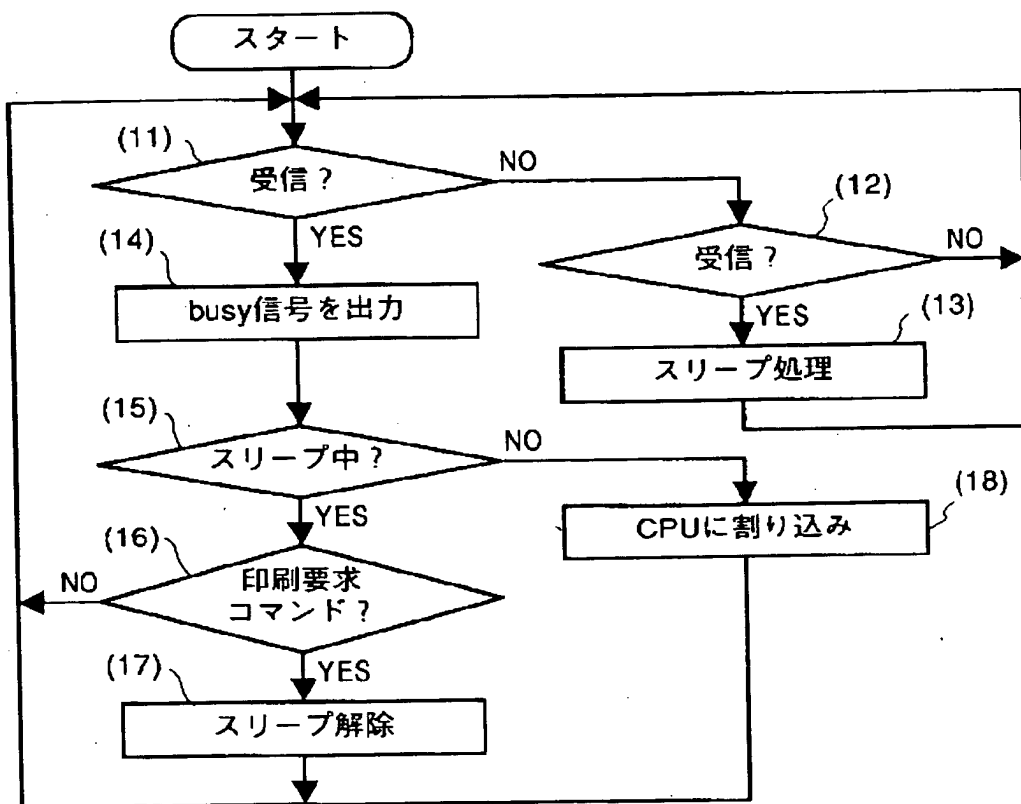 スタート
(11)
受信?
NO
YES
(12)
受信?
NO
YES
(13)
スリープ処理
(14)
busy信号を出力
(15)
スリープ中?
NO
YES
(16)
印刷要求
コマンド?
NO
YES
(17)
スリープ解除
(18)
CPUに割り込み